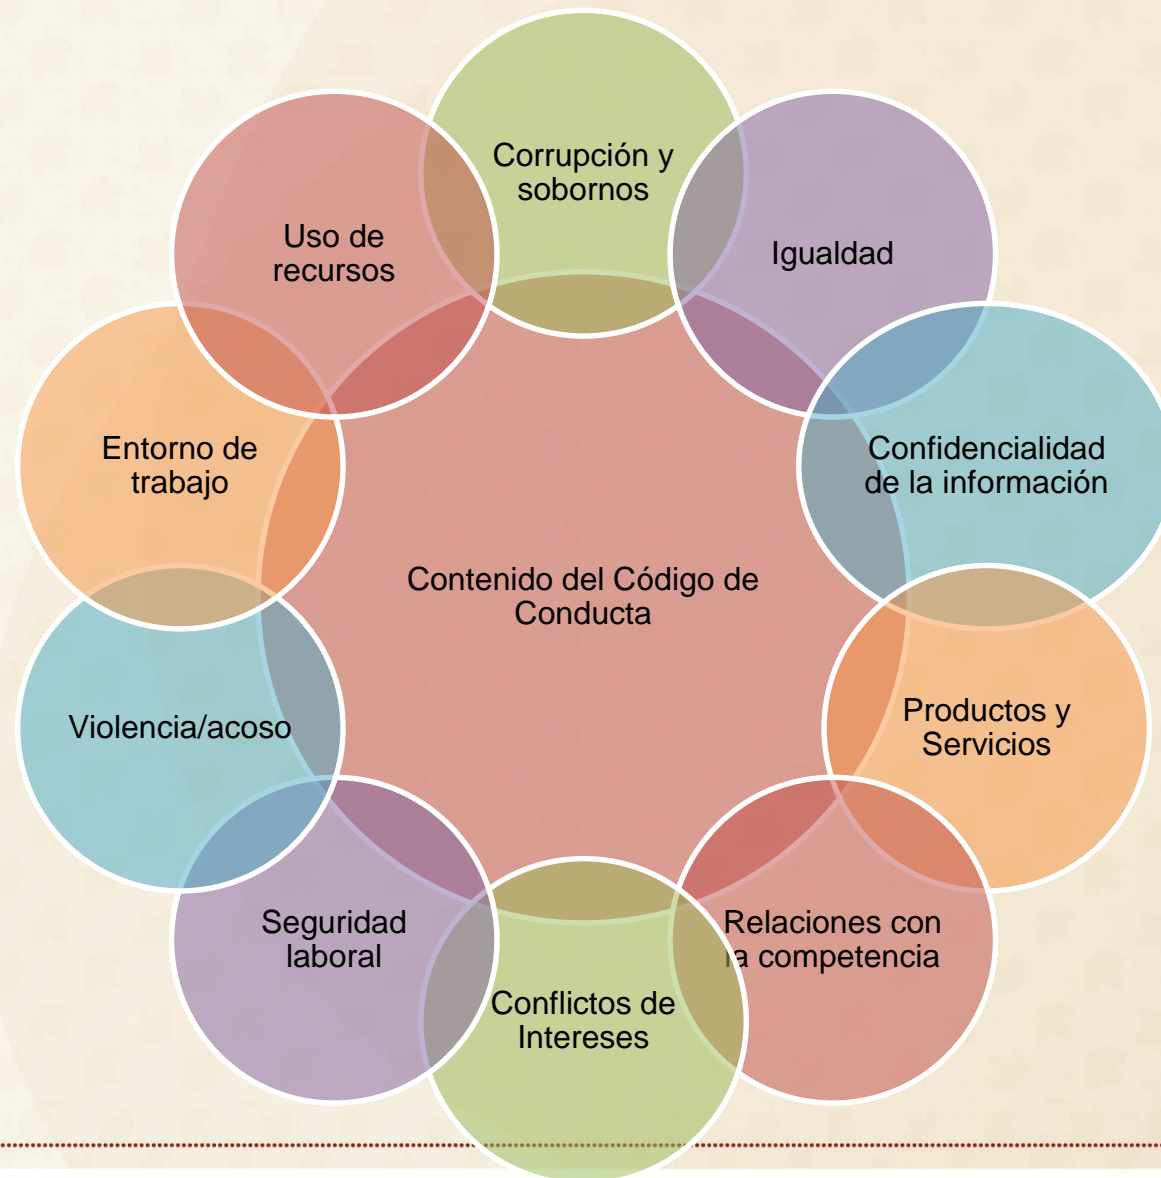 Corrupción y
sobornos
Igualdad
Confidencialidad
de la información
Productos y
Servicios
Relaciones con
la competencia
Conflictos de
Intereses
Seguridad
laboral
Violencia/acoso
Entorno de
trabajo
Uso de
recursos
Contenido del Código de
Conducta